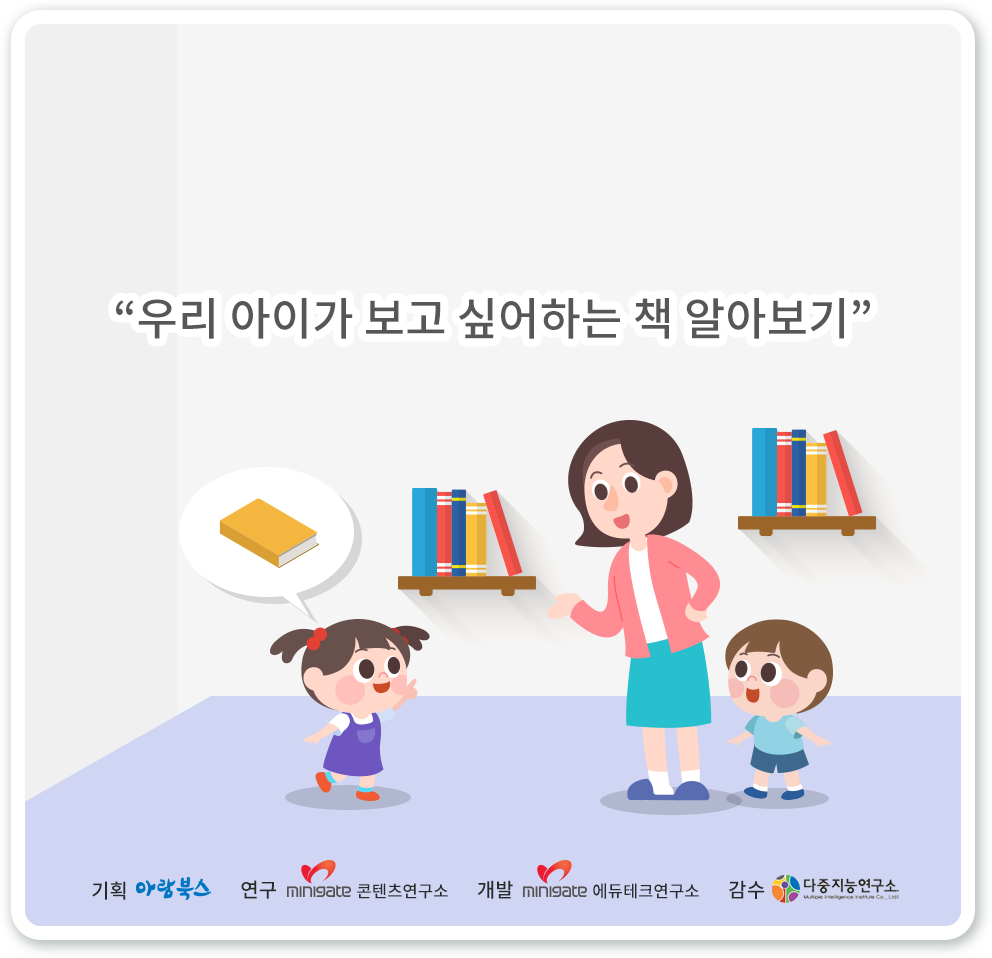 “우리 아이가 보고 싶어하는 책 알아보기”
기획 아람북스 연구 minigate 콘텐츠연구소 개발 minigate 에듀테크연구소 감수 다중지능연구소
Multiple Intelligence Institute Co., Ltd